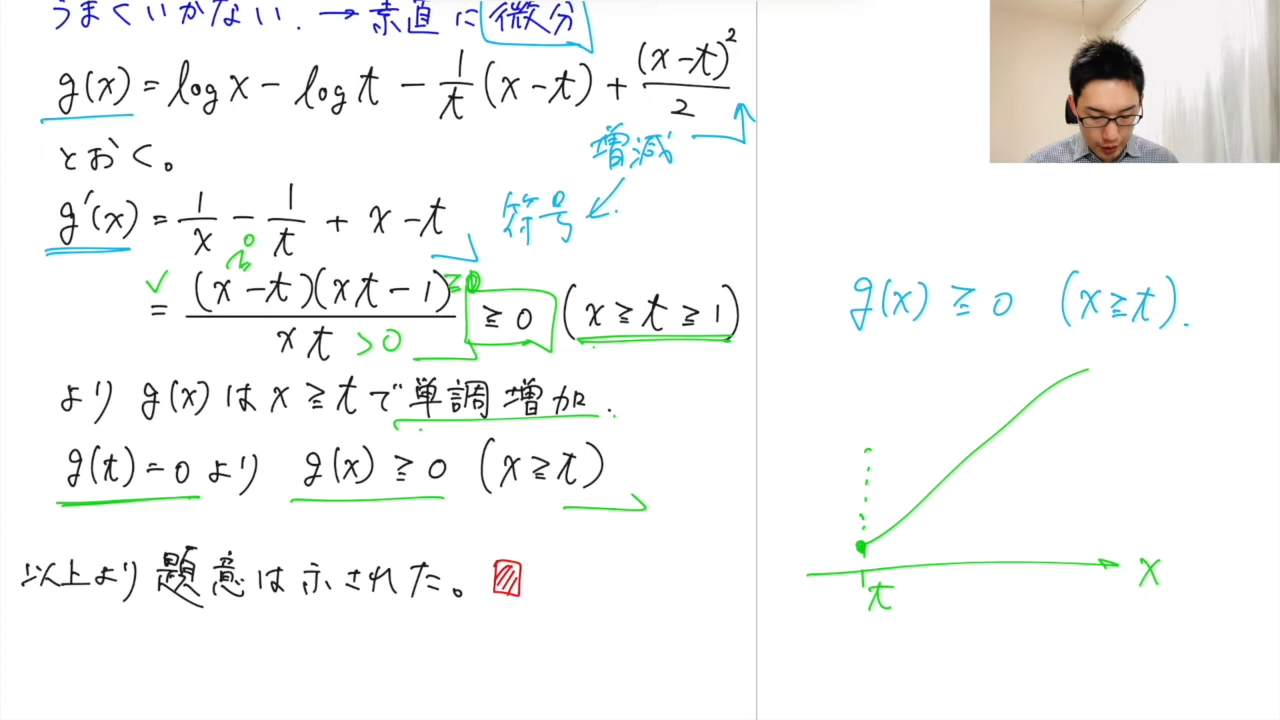 うまくいかない. → 素直に 微分
g(x) = log x − log t − 1/t (x−t) + (x−t)²/2
増減
とおく。
g'(x) = 1/x − 1/t + x − t
符号
= (x−t)(xt−1)/xt ≧ 0 (x ≧ t ≧ 1)
≧0
≧0
>0
より g(x) は x ≧ t で 単調増加.
g(t) = 0 より g(x) ≧ 0 (x ≧ t)
以上より 題意は示された。
g(x) ≧ 0 (x ≧ t).
x
t